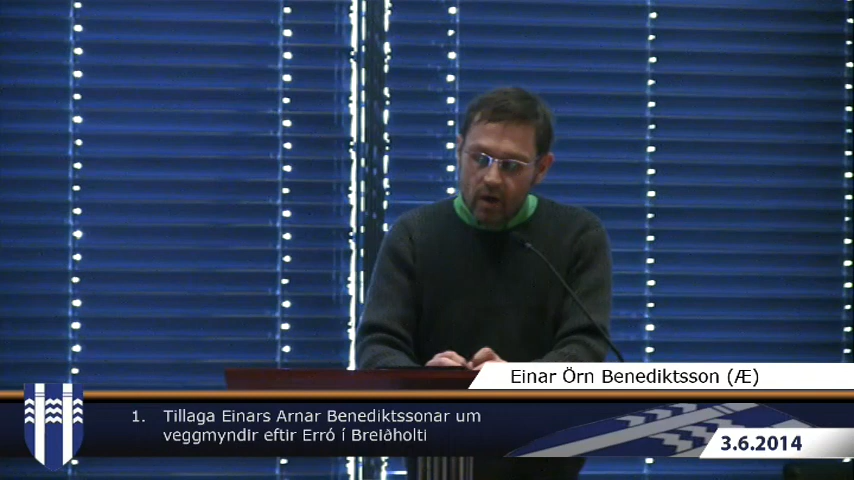 Einar Örn Benediktsson (Æ)
1. Tillaga Einars Arnar Benediktssonar um
veggmyndir eftir Erró í Breiðholti
3.6.2014